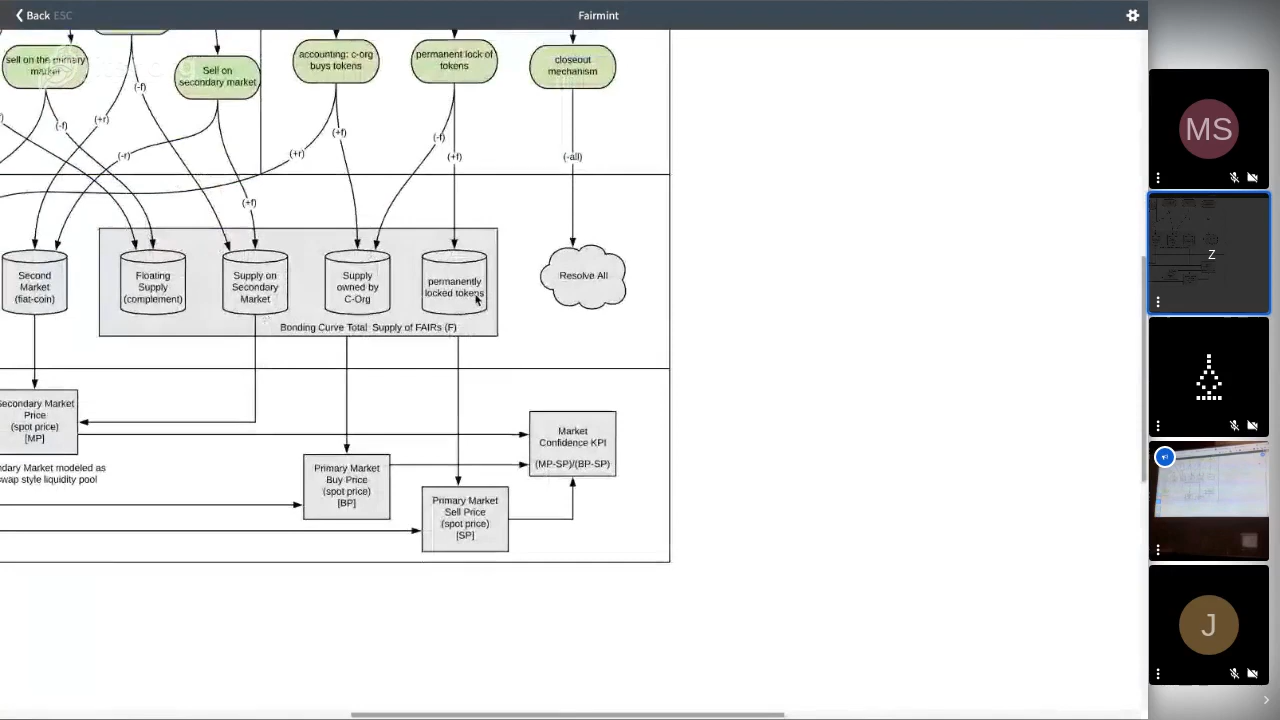 Back ESC
Fairmint
sell on the primary
market
Sell on
secondary market
accounting: c-org
buys tokens
permanent lock of
tokens
closeout
mechanism
(-f)
(+r)
(-f)
(-r)
(+f)
(+r)
(+f)
(-f)
(+f)
(-all)
Second
Market
(fiat-coin)
Floating
Supply
(complement)
Supply on
Secondary
Market
Supply
owned by
C-Org
permanently
locked tokens
Resolve All
Bonding Curve Total Supply of FAIRs (F)
Secondary Market
Price
(spot price)
[MP]
ndary Market modeled as
swap style liquidity pool
Primary Market
Buy Price
(spot price)
[BP]
Primary Market
Sell Price
(spot price)
[SP]
Market
Confidence KPI
(MP-SP)/(BP-SP)
MS
Z
J